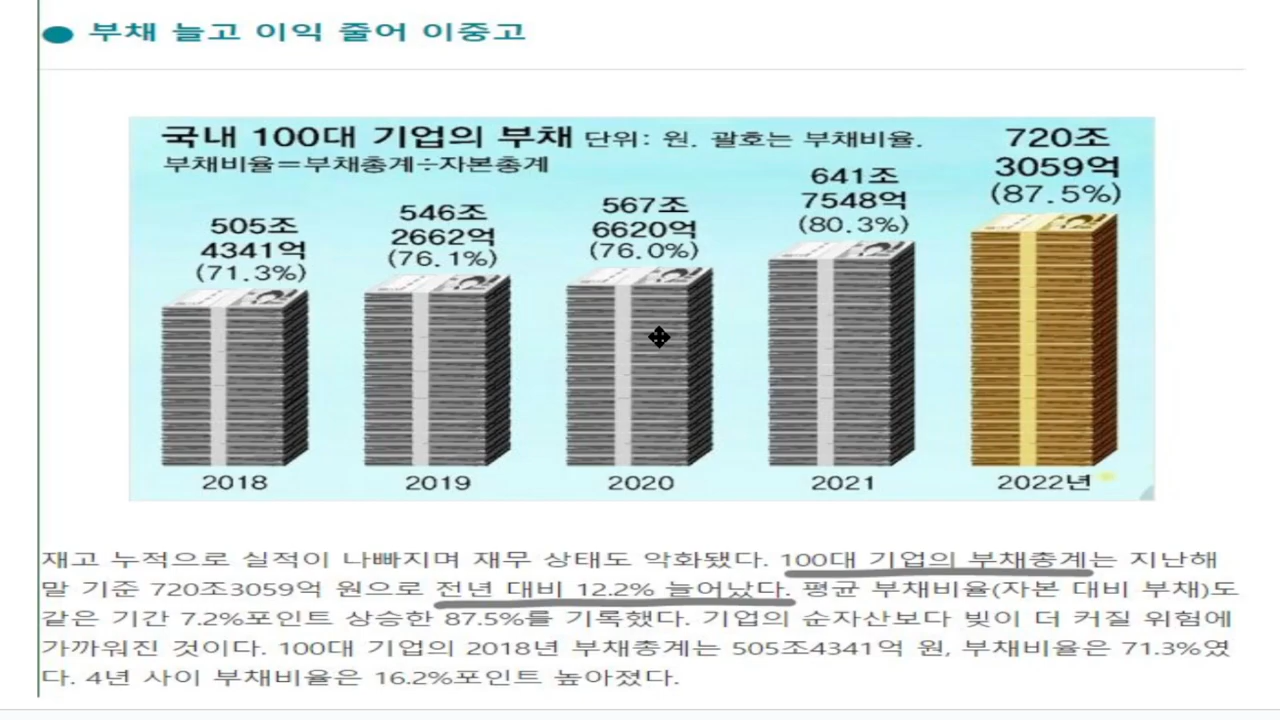 부채 늘고 이익 줄어 이중고
국내 100대 기업의 부채 단위: 원. 괄호는 부채비율.
부채비율=부채총계÷자본총계
505조
4341억
(71.3%)
546조
2662억
(76.1%)
567조
6620억
(76.0%)
641조
7548억
(80.3%)
720조
3059억
(87.5%)
2018
2019
2020
2021
2022년
재고 누적으로 실적이 나빠지며 재무 상태도 악화됐다. 100대 기업의 부채총계는 지난해
말 기준 720조3059억 원으로 전년 대비 12.2% 늘어났다. 평균 부채비율(자본 대비 부채)도
같은 기간 7.2%포인트 상승한 87.5%를 기록했다. 기업의 순자산보다 빚이 더 커질 위험에
가까워진 것이다. 100대 기업의 2018년 부채총계는 505조4341억 원, 부채비율은 71.3%였
다. 4년 사이 부채비율은 16.2%포인트 높아졌다.